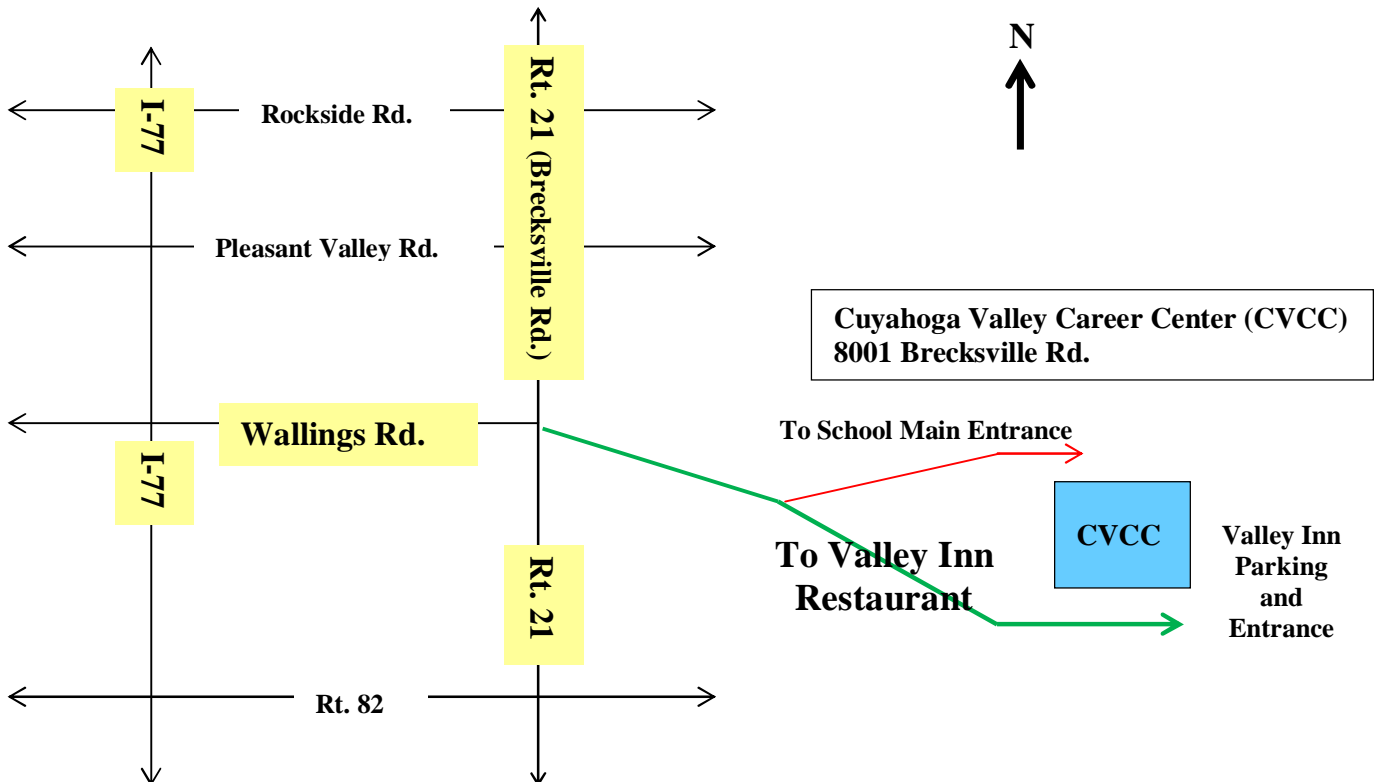 N
I-77
Rockside Rd.
Rt. 21 (Brecksville Rd.)
Pleasant Valley Rd.
Cuyahoga Valley Career Center (CVCC)
8001 Brecksville Rd.
Wallings Rd.
To School Main Entrance
I-77
CVCC
Valley Inn
Parking
and
Entrance
To Valley Inn
Restaurant
Rt. 21
Rt. 82